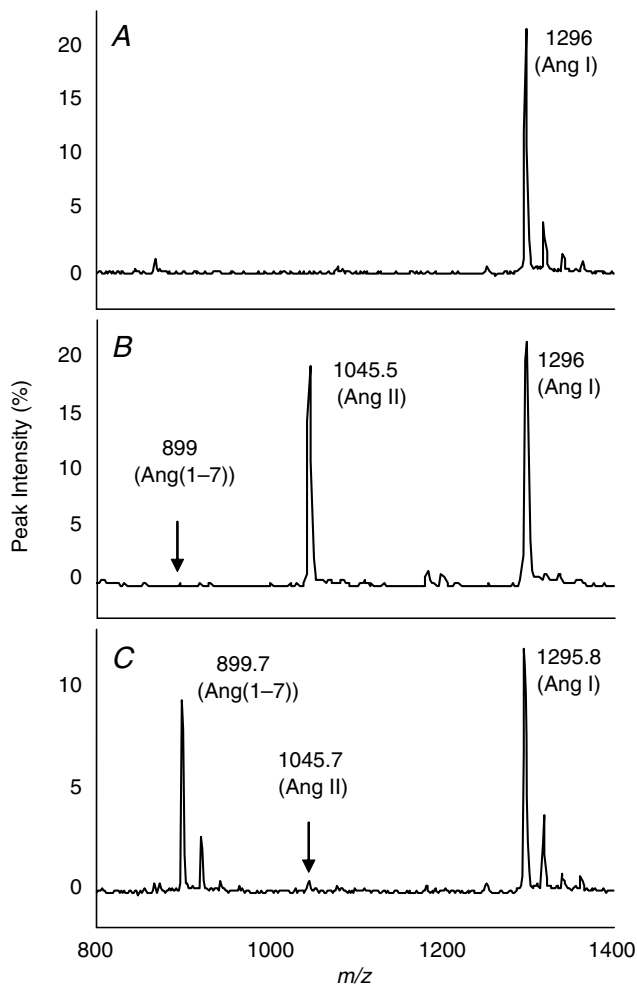 A
20
15
10
5
0
1296
(Ang I)
B
20
15
10
5
0
899
(Ang(1–7))
1045.5
(Ang II)
1296
(Ang I)
Peak Intensity (%)
C
10
5
0
899.7
(Ang(1–7))
1045.7
(Ang II)
1295.8
(Ang I)
800
1000
1200
1400
m/z